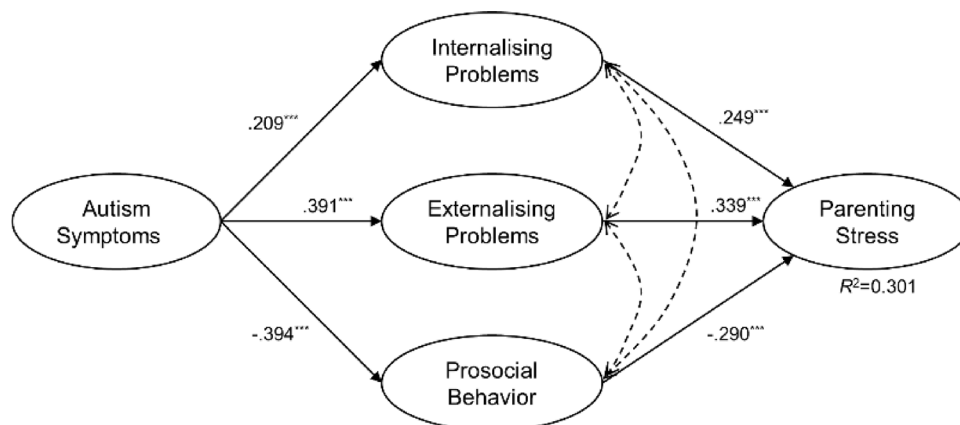 Internalising
Problems
.209***
.249***
Autism
Symptoms
.391***
Externalising
Problems
.339***
Parenting
Stress
R²=0.301
-.394***
-.290***
Prosocial
Behavior